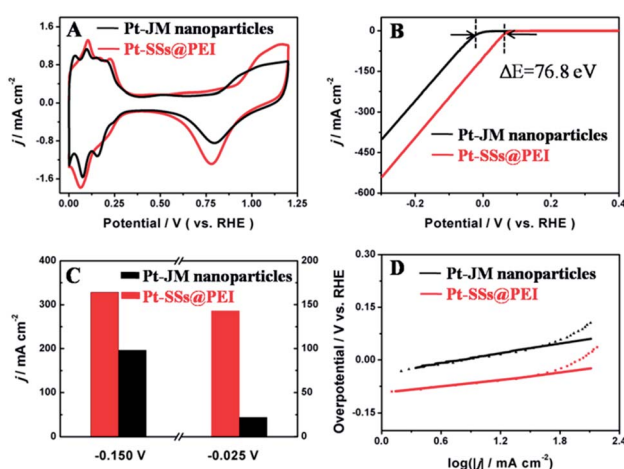 A
Pt-JM nanoparticles
Pt-SSs@PEI
j / mA cm-2
1.6
0.8
0.0
-0.8
-1.6
0.00 0.25 0.50 0.75 1.00 1.25
Potential / V ( vs. RHE )
B
ΔE=76.8 eV
Pt-JM nanoparticles
Pt-SSs@PEI
j / mA cm-2
0
-150
-300
-450
-600
-0.2 0.0 0.2 0.4
Potential / V ( vs. RHE )
C
Pt-JM nanoparticles
Pt-SSs@PEI
j / mA cm-2
400
300
200
100
0
200
150
100
50
0
-0.150 V -0.025 V
D
Pt-JM nanoparticles
Pt-SSs@PEI
Overpotential / V vs. RHE
0.30
0.15
0.00
-0.15
0.0 0.6 1.2 1.8 2.4
log(|j| / mA cm-2)